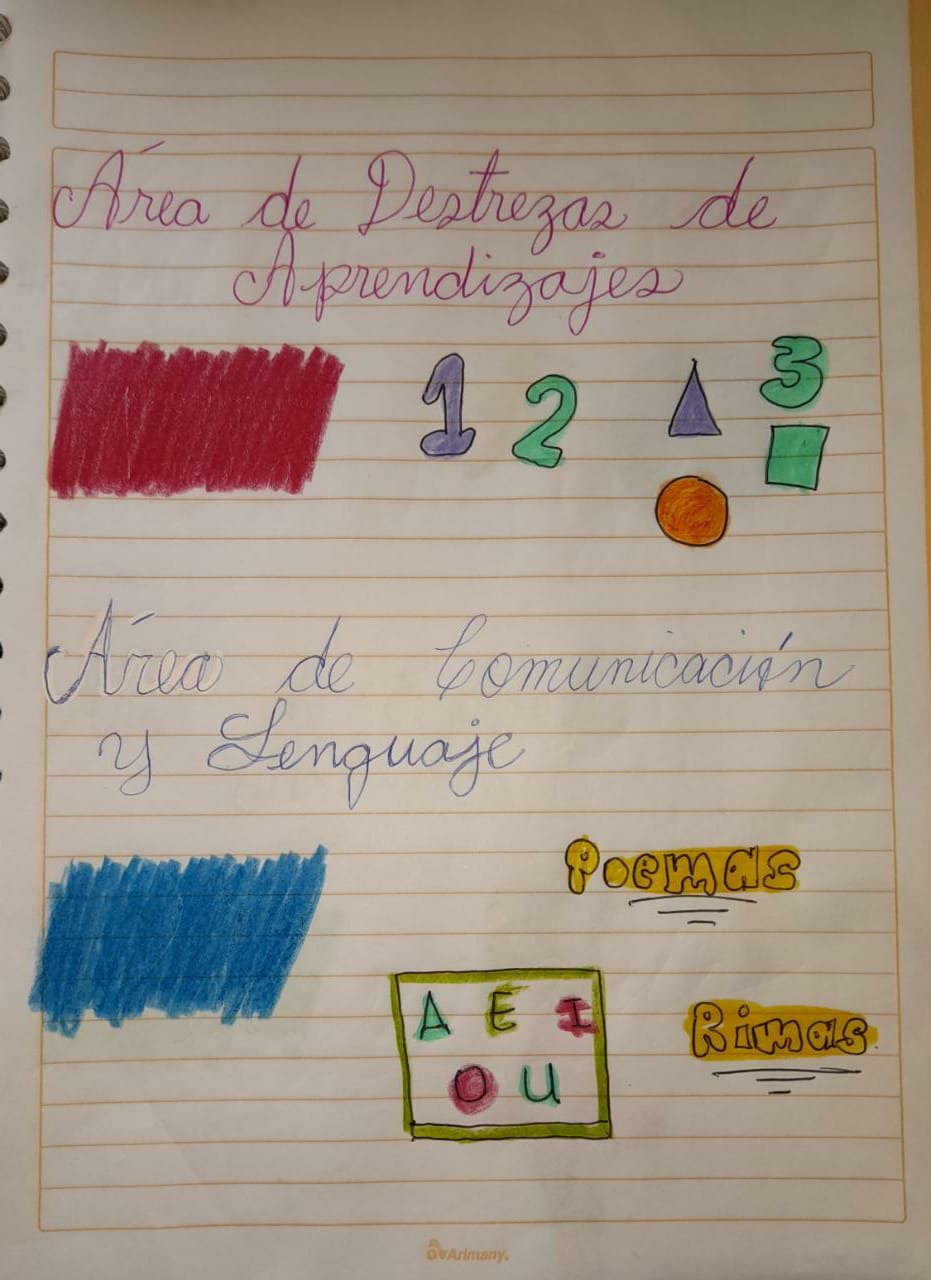 Área de Destrezas de
Aprendizajes
1 2 3
Área de Comunicación
y Lenguaje
Poemas
A E I
O U
Rimas
Arimany.